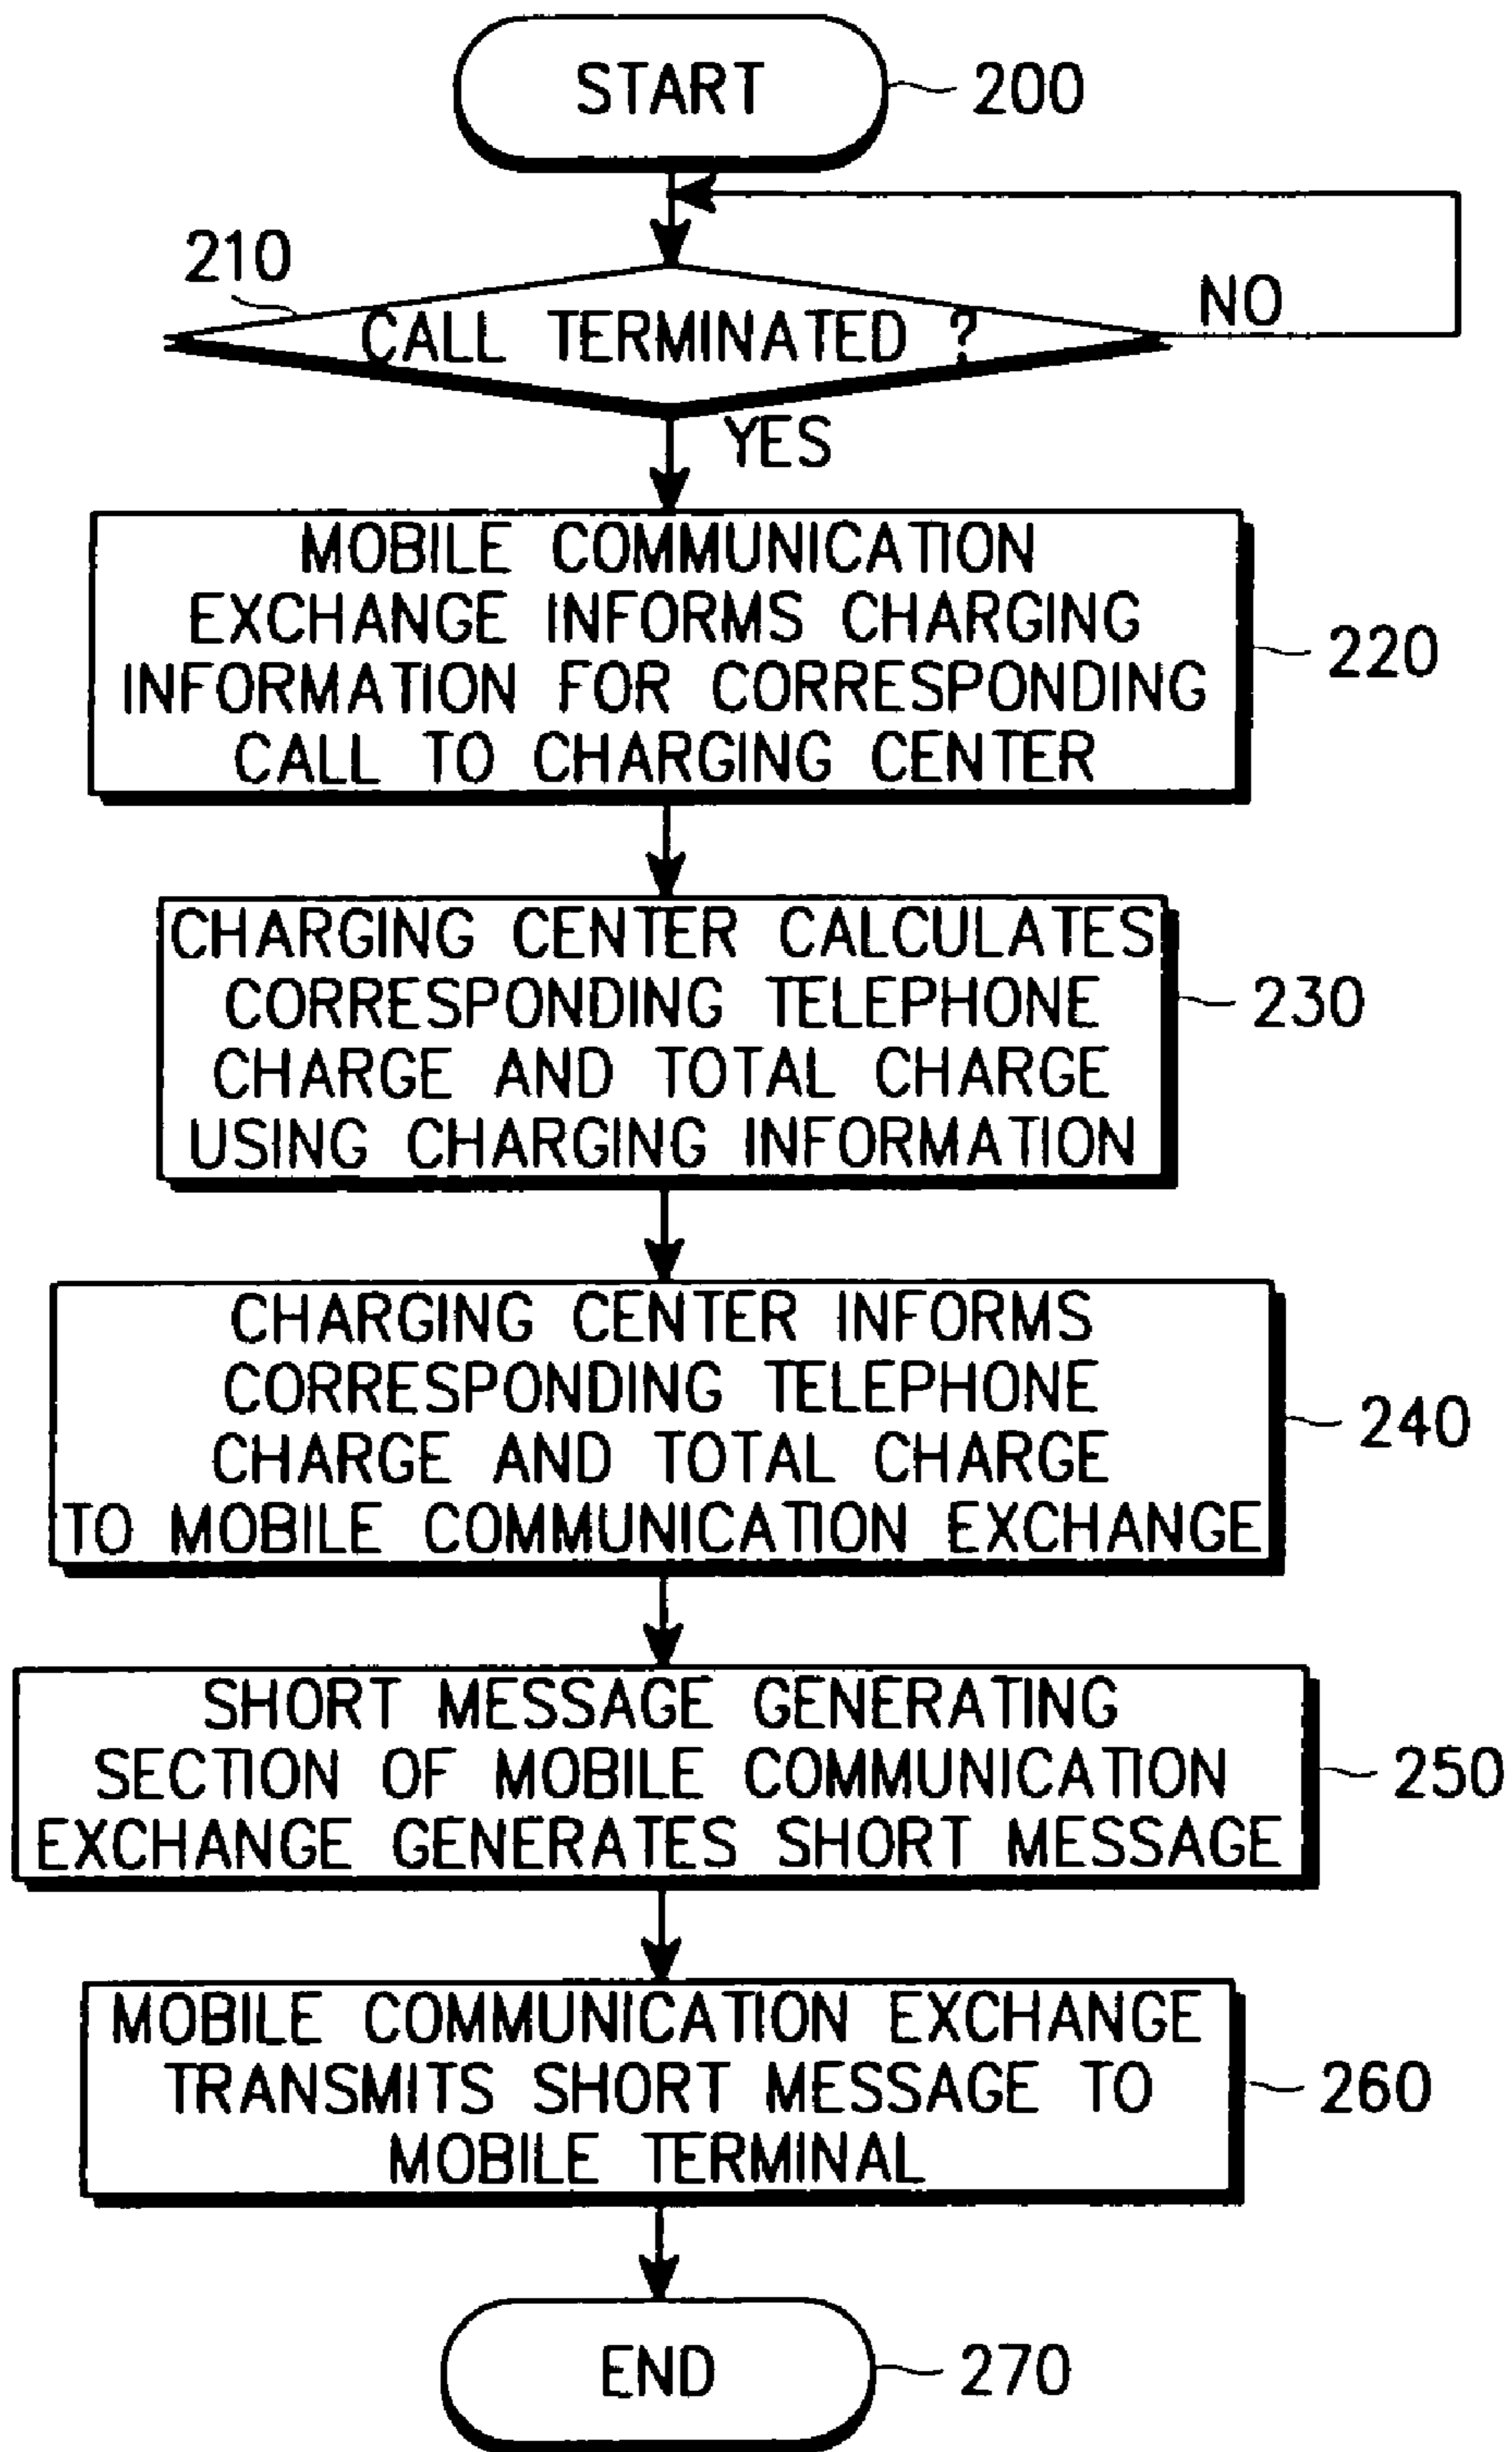 START
200
210
CALL TERMINATED ?
NO
YES
MOBILE COMMUNICATION
EXCHANGE INFORMS CHARGING
INFORMATION FOR CORRESPONDING
CALL TO CHARGING CENTER
220
CHARGING CENTER CALCULATES
CORRESPONDING TELEPHONE
CHARGE AND TOTAL CHARGE
USING CHARGING INFORMATION
230
CHARGING CENTER INFORMS
CORRESPONDING TELEPHONE
CHARGE AND TOTAL CHARGE
TO MOBILE COMMUNICATION EXCHANGE
240
SHORT MESSAGE GENERATING
SECTION OF MOBILE COMMUNICATION
EXCHANGE GENERATES SHORT MESSAGE
250
MOBILE COMMUNICATION EXCHANGE
TRANSMITS SHORT MESSAGE TO
MOBILE TERMINAL
260
END
270